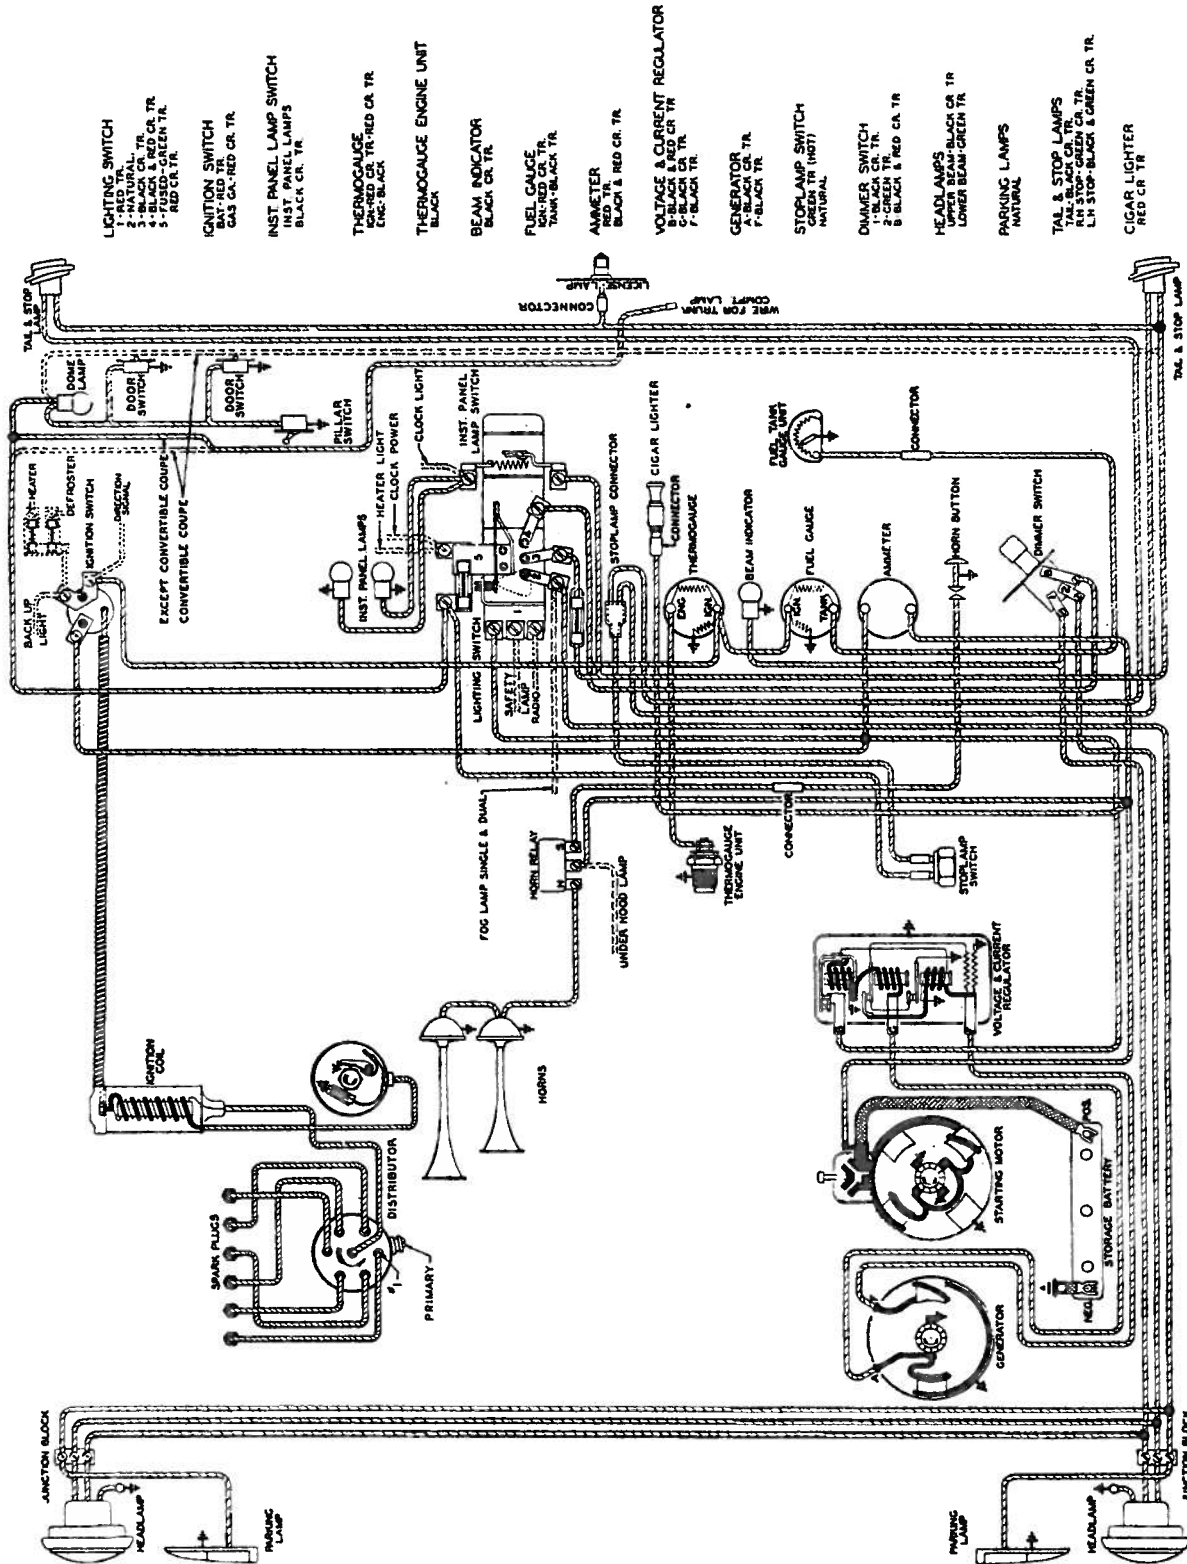 LIGHTING SWITCH
1-RED TR.
2-NATURAL.
3-BLACK CR. TR.
4-BLACK & RED CR. TR.
5-FUSED-GREEN TR.
RED CR. TR.
IGNITION SWITCH
BAT-RED TR.
GAS GA.-RED CR. TR.
INST. PANEL LAMP SWITCH
INST. PANEL LAMPS
BLACK CR. TR.
THERMOGAUGE
IGN-RED CR. TR-RED CR. TR.
ENG-BLACK
THERMOGAUGE ENGINE UNIT
BLACK
BEAM INDICATOR
BLACK CR. TR.
FUEL GAUGE
IGN-RED CR. TR.
TANK-BLACK TR.
AMMETER
RED TR.
BLACK & RED CR. TR.
VOLTAGE & CURRENT REGULATOR
B-BLACK & RED CR TR
G-BLACK CR. TR.
F-BLACK TR.
GENERATOR
A-BLACK CR. TR.
F-BLACK TR.
STOPLAMP SWITCH
GREEN TR (HOT)
NATURAL
DIMMER SWITCH
1-BLACK CR. TR.
2-GREEN TR.
B-BLACK & RED CR. TR
HEADLAMPS
UPPER BEAM-BLACK CR TR
LOWER BEAM-GREEN TR.
PARKING LAMPS
NATURAL
TAIL & STOP LAMPS
TAIL-BLACK CR. TR.
R.H STOP-GREEN CR. TR.
L.H STOP-BLACK & GREEN CR. TR.
CIGAR LIGHTER
RED CR TR
TAIL & STOP
LAMP
DOME
LAMP
DOOR
SWITCH
DOOR
SWITCH
PILLAR
SWITCH
HEATER
DEFROSTER
IGNITION SWITCH
DIRECTION
SIGNAL
BACK UP
LIGHT
EXCEPT CONVERTIBLE COUPE
CONVERTIBLE COUPE
CONNECTOR
LICENSE LAMP
WIRE FOR TRUNK
COMPT. LAMP
TAIL & STOP LAMP
CLOCK LIGHT
INST. PANEL
LAMP SWITCH
HEATER LIGHT
CLOCK POWER
INST. PANEL LAMPS
LIGHTING SWITCH
SAFETY
LAMP
RADIO
5
1
2
3
STOPLAMP CONNECTOR
CIGAR LIGHTER
CONNECTOR
THERMOGAUGE
ENG
IGN
BEAM INDICATOR
FUEL GAUGE
IGN
TANK
AMMETER
FUEL TANK
GAUGE UNIT
CONNECTOR
HORN BUTTON
DIMMER SWITCH
FOG LAMP SINGLE & DUAL
HORN RELAY
H
S
UNDER HOOD LAMP
THERMOGAUGE
ENGINE UNIT
CONNECTOR
STOPLAMP
SWITCH
IGNITION
COIL
DISTRIBUTOR
SPARK PLUGS
#1
PRIMARY
HORNS
VOLTAGE & CURRENT
REGULATOR
STARTING MOTOR
STORAGE BATTERY
POS.
NEG.
GENERATOR
A
F
JUNCTION BLOCK
HEADLAMP
PARKING
LAMP
PARKING
LAMP
HEADLAMP
JUNCTION BLOCK